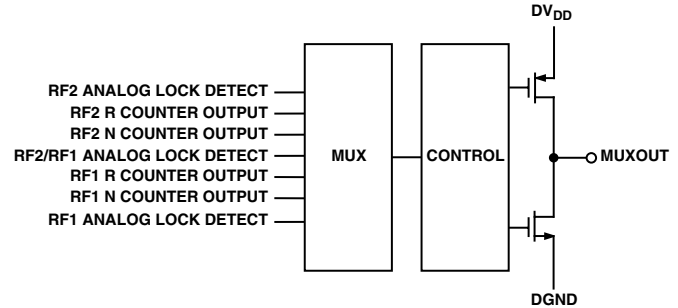 DVDD
RF2 ANALOG LOCK DETECT
RF2 R COUNTER OUTPUT
RF2 N COUNTER OUTPUT
RF2/RF1 ANALOG LOCK DETECT
RF1 R COUNTER OUTPUT
RF1 N COUNTER OUTPUT
RF1 ANALOG LOCK DETECT
MUX
CONTROL
MUXOUT
DGND